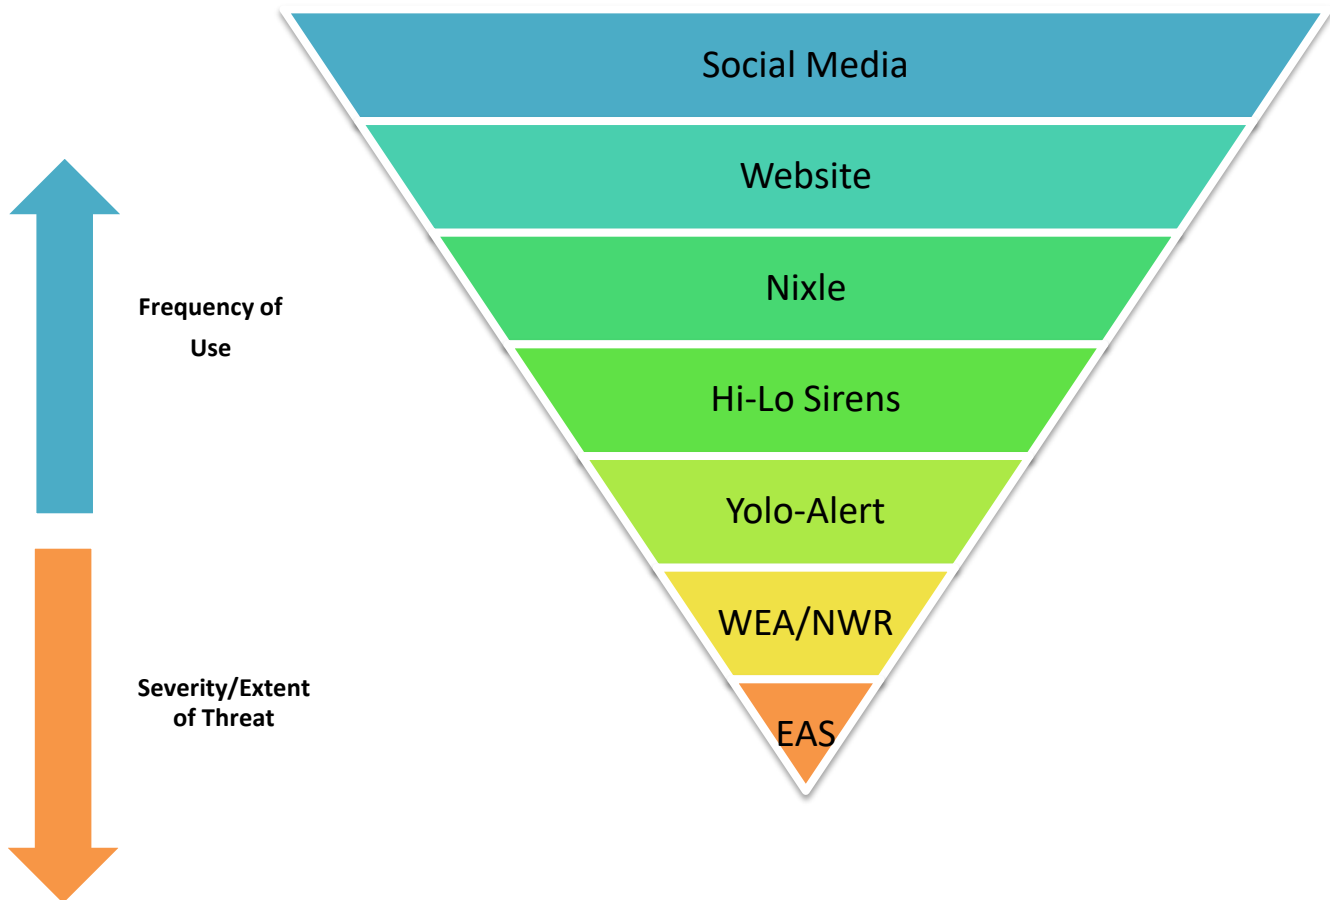 Social Media
Website
Nixle
Frequency of
Use
Hi-Lo Sirens
Yolo-Alert
WEA/NWR
Severity/Extent
of Threat
EAS